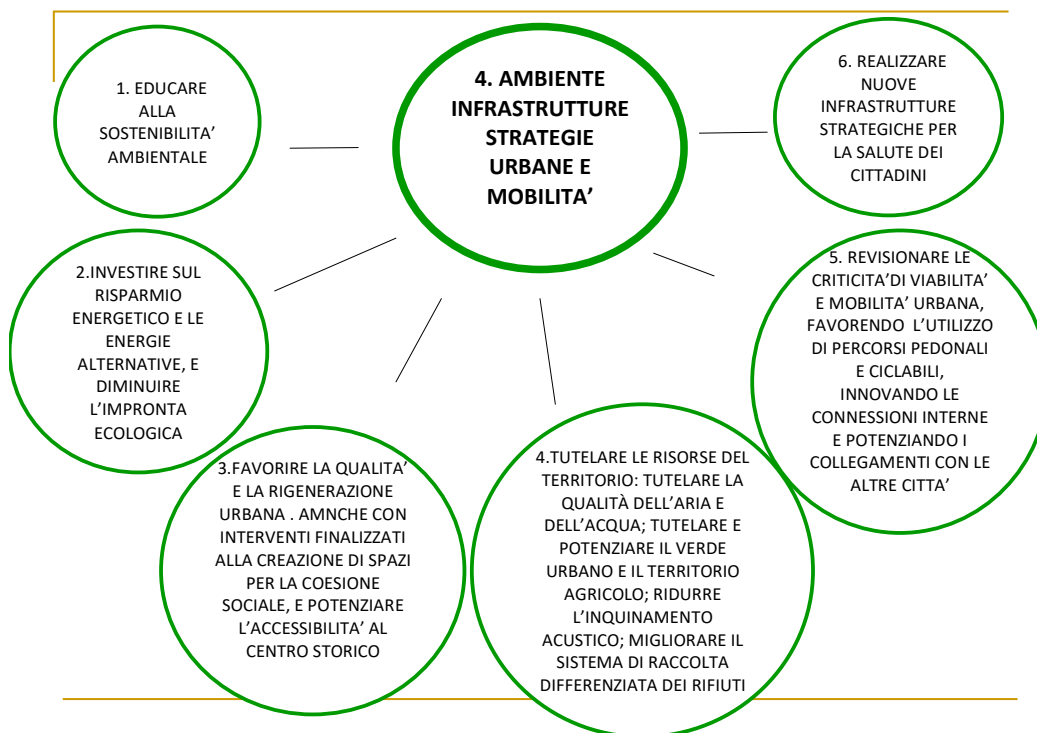 4. AMBIENTE
INFRASTRUTTURE
STRATEGIE
URBANE E
MOBILITA’
1. EDUCARE
ALLA
SOSTENIBILITA’
AMBIENTALE
2.INVESTIRE SUL
RISPARMIO
ENERGETICO E LE
ENERGIE
ALTERNATIVE, E
DIMINUIRE
L’IMPRONTA
ECOLOGICA
3.FAVORIRE LA QUALITA’
E LA RIGENERAZIONE
URBANA . AMNCHE CON
INTERVENTI FINALIZZATI
ALLA CREAZIONE DI SPAZI
PER LA COESIONE
SOCIALE, E POTENZIARE
L’ACCESSIBILITA’ AL
CENTRO STORICO
4.TUTELARE LE RISORSE DEL
TERRITORIO: TUTELARE LA
QUALITÀ DELL’ARIA E
DELL’ACQUA; TUTELARE E
POTENZIARE IL VERDE
URBANO E IL TERRITORIO
AGRICOLO; RIDURRE
L’INQUINAMENTO
ACUSTICO; MIGLIORARE IL
SISTEMA DI RACCOLTA
DIFFERENZIATA DEI RIFIUTI
5. REVISIONARE LE
CRITICITA’DI VIABILITA’
E MOBILITA’ URBANA,
FAVORENDO L’UTILIZZO
DI PERCORSI PEDONALI
E CICLABILI,
INNOVANDO LE
CONNESSIONI INTERNE
E POTENZIANDO I
COLLEGAMENTI CON LE
ALTRE CITTA’
6. REALIZZARE
NUOVE
INFRASTRUTTURE
STRATEGICHE PER
LA SALUTE DEI
CITTADINI